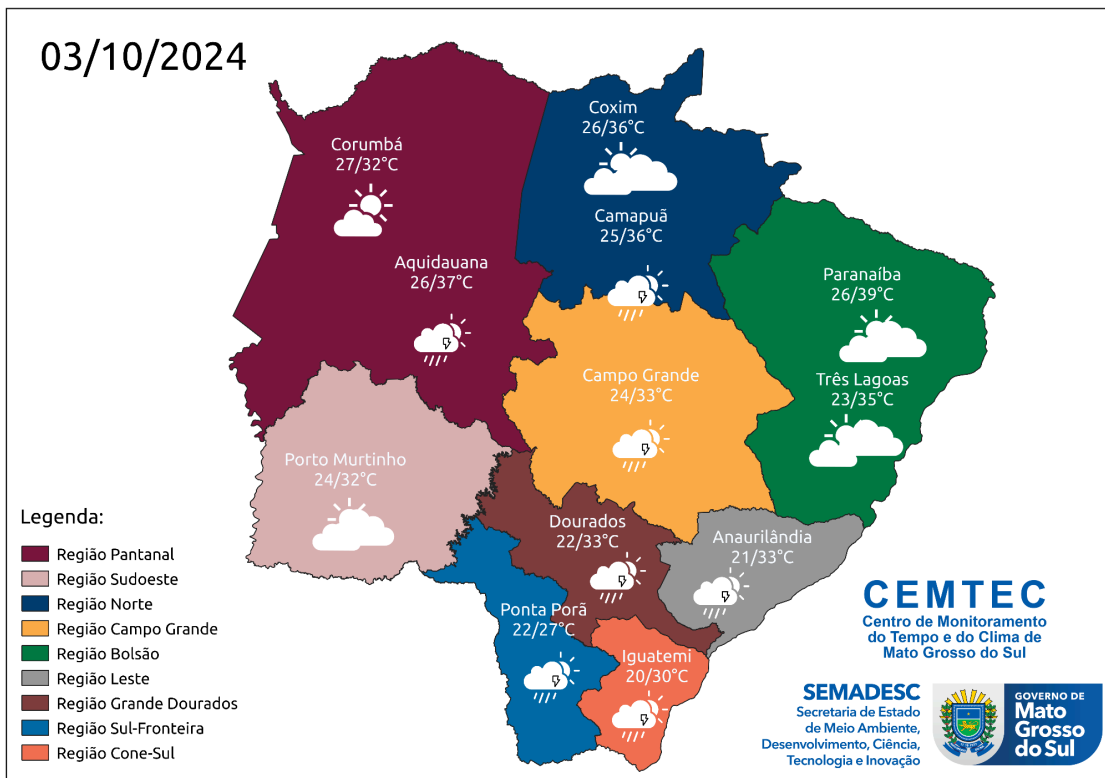 03/10/2024
Coxim
26/36°C
Corumbá
27/32°C
Camapuã
25/36°C
Aquidauana
26/37°C
Paranaíba
26/39°C
Campo Grande
24/33°C
Três Lagoas
23/35°C
Porto Murtinho
24/32°C
Dourados
22/33°C
Anaurilândia
21/33°C
Ponta Porã
22/27°C
Iguatemi
20/30°C
Legenda:
Região Pantanal
Região Sudoeste
Região Norte
Região Campo Grande
Região Bolsão
Região Leste
Região Grande Dourados
Região Sul-Fronteira
Região Cone-Sul
CEMTEC
Centro de Monitoramento
do Tempo e do Clima de
Mato Grosso do Sul
SEMADESC
Secretaria de Estado
de Meio Ambiente,
Desenvolvimento, Ciência,
Tecnologia e Inovação
GOVERNO DE
Mato
Grosso
do Sul